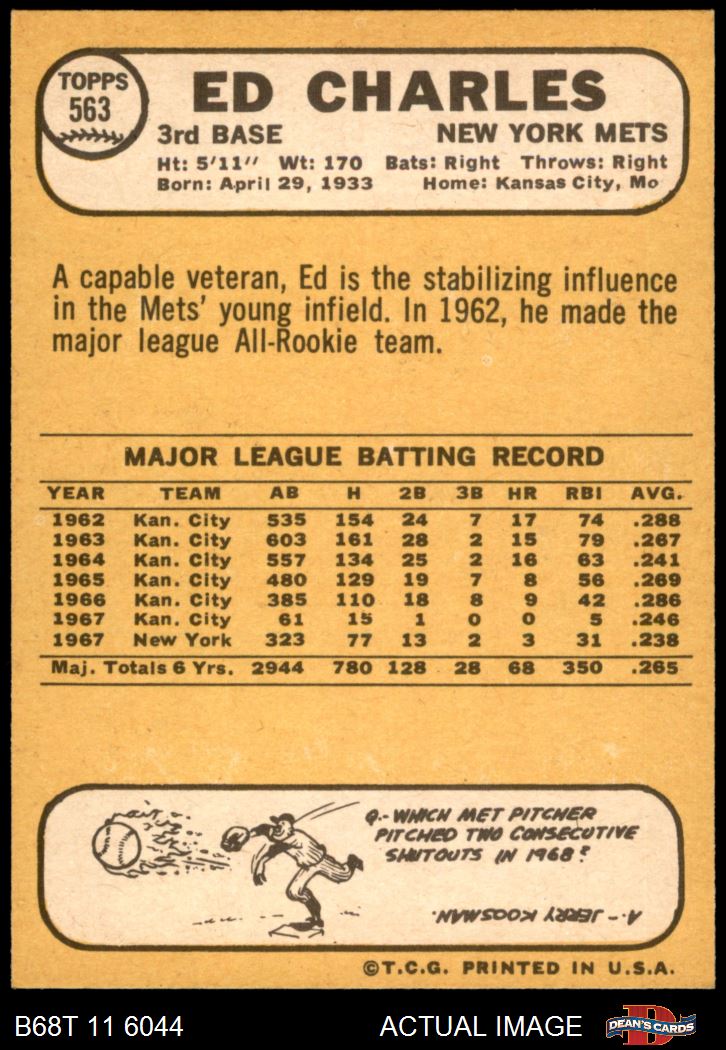 TOPPS
563
ED CHARLES
3rd BASE NEW YORK METS
Ht: 5'11" Wt: 170 Bats: Right Throws: Right
Born: April 29, 1933 Home: Kansas City, Mo
A capable veteran, Ed is the stabilizing influence
in the Mets' young infield. In 1962, he made the
major league All-Rookie team.
MAJOR LEAGUE BATTING RECORD
YEAR TEAM AB H 2B 3B HR RBI AVG.
1962 Kan. City 535 154 24 7 17 74 .288
1963 Kan. City 603 161 28 2 15 79 .267
1964 Kan. City 557 134 25 2 16 63 .241
1965 Kan. City 480 129 19 7 8 56 .269
1966 Kan. City 385 110 18 8 9 42 .286
1967 Kan. City 61 15 1 0 0 5 .246
1967 New York 323 77 13 2 3 31 .238
Maj. Totals 6 Yrs. 2944 780 128 28 68 350 .265
Q.- WHICH MET PITCHER
PITCHED TWO CONSECUTIVE
SHUTOUTS IN 1968?
A.- JERRY KOOSMAN.
©T.C.G. PRINTED IN U.S.A.
B68T 11 6044 ACTUAL IMAGE DEAN'S CARDS